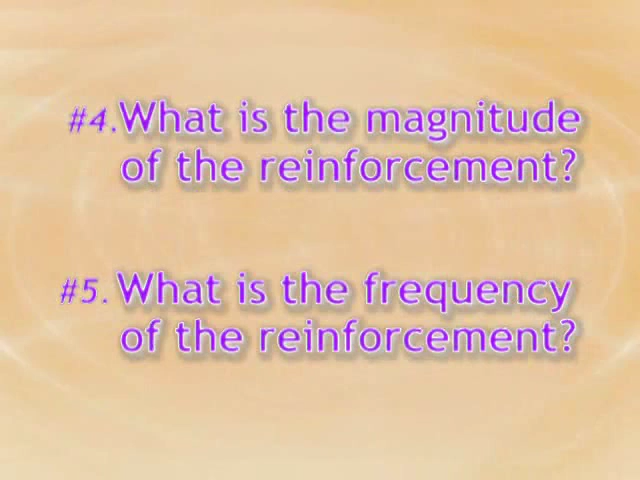 #4. What is the magnitude
of the reinforcement?
#5. What is the frequency
of the reinforcement?